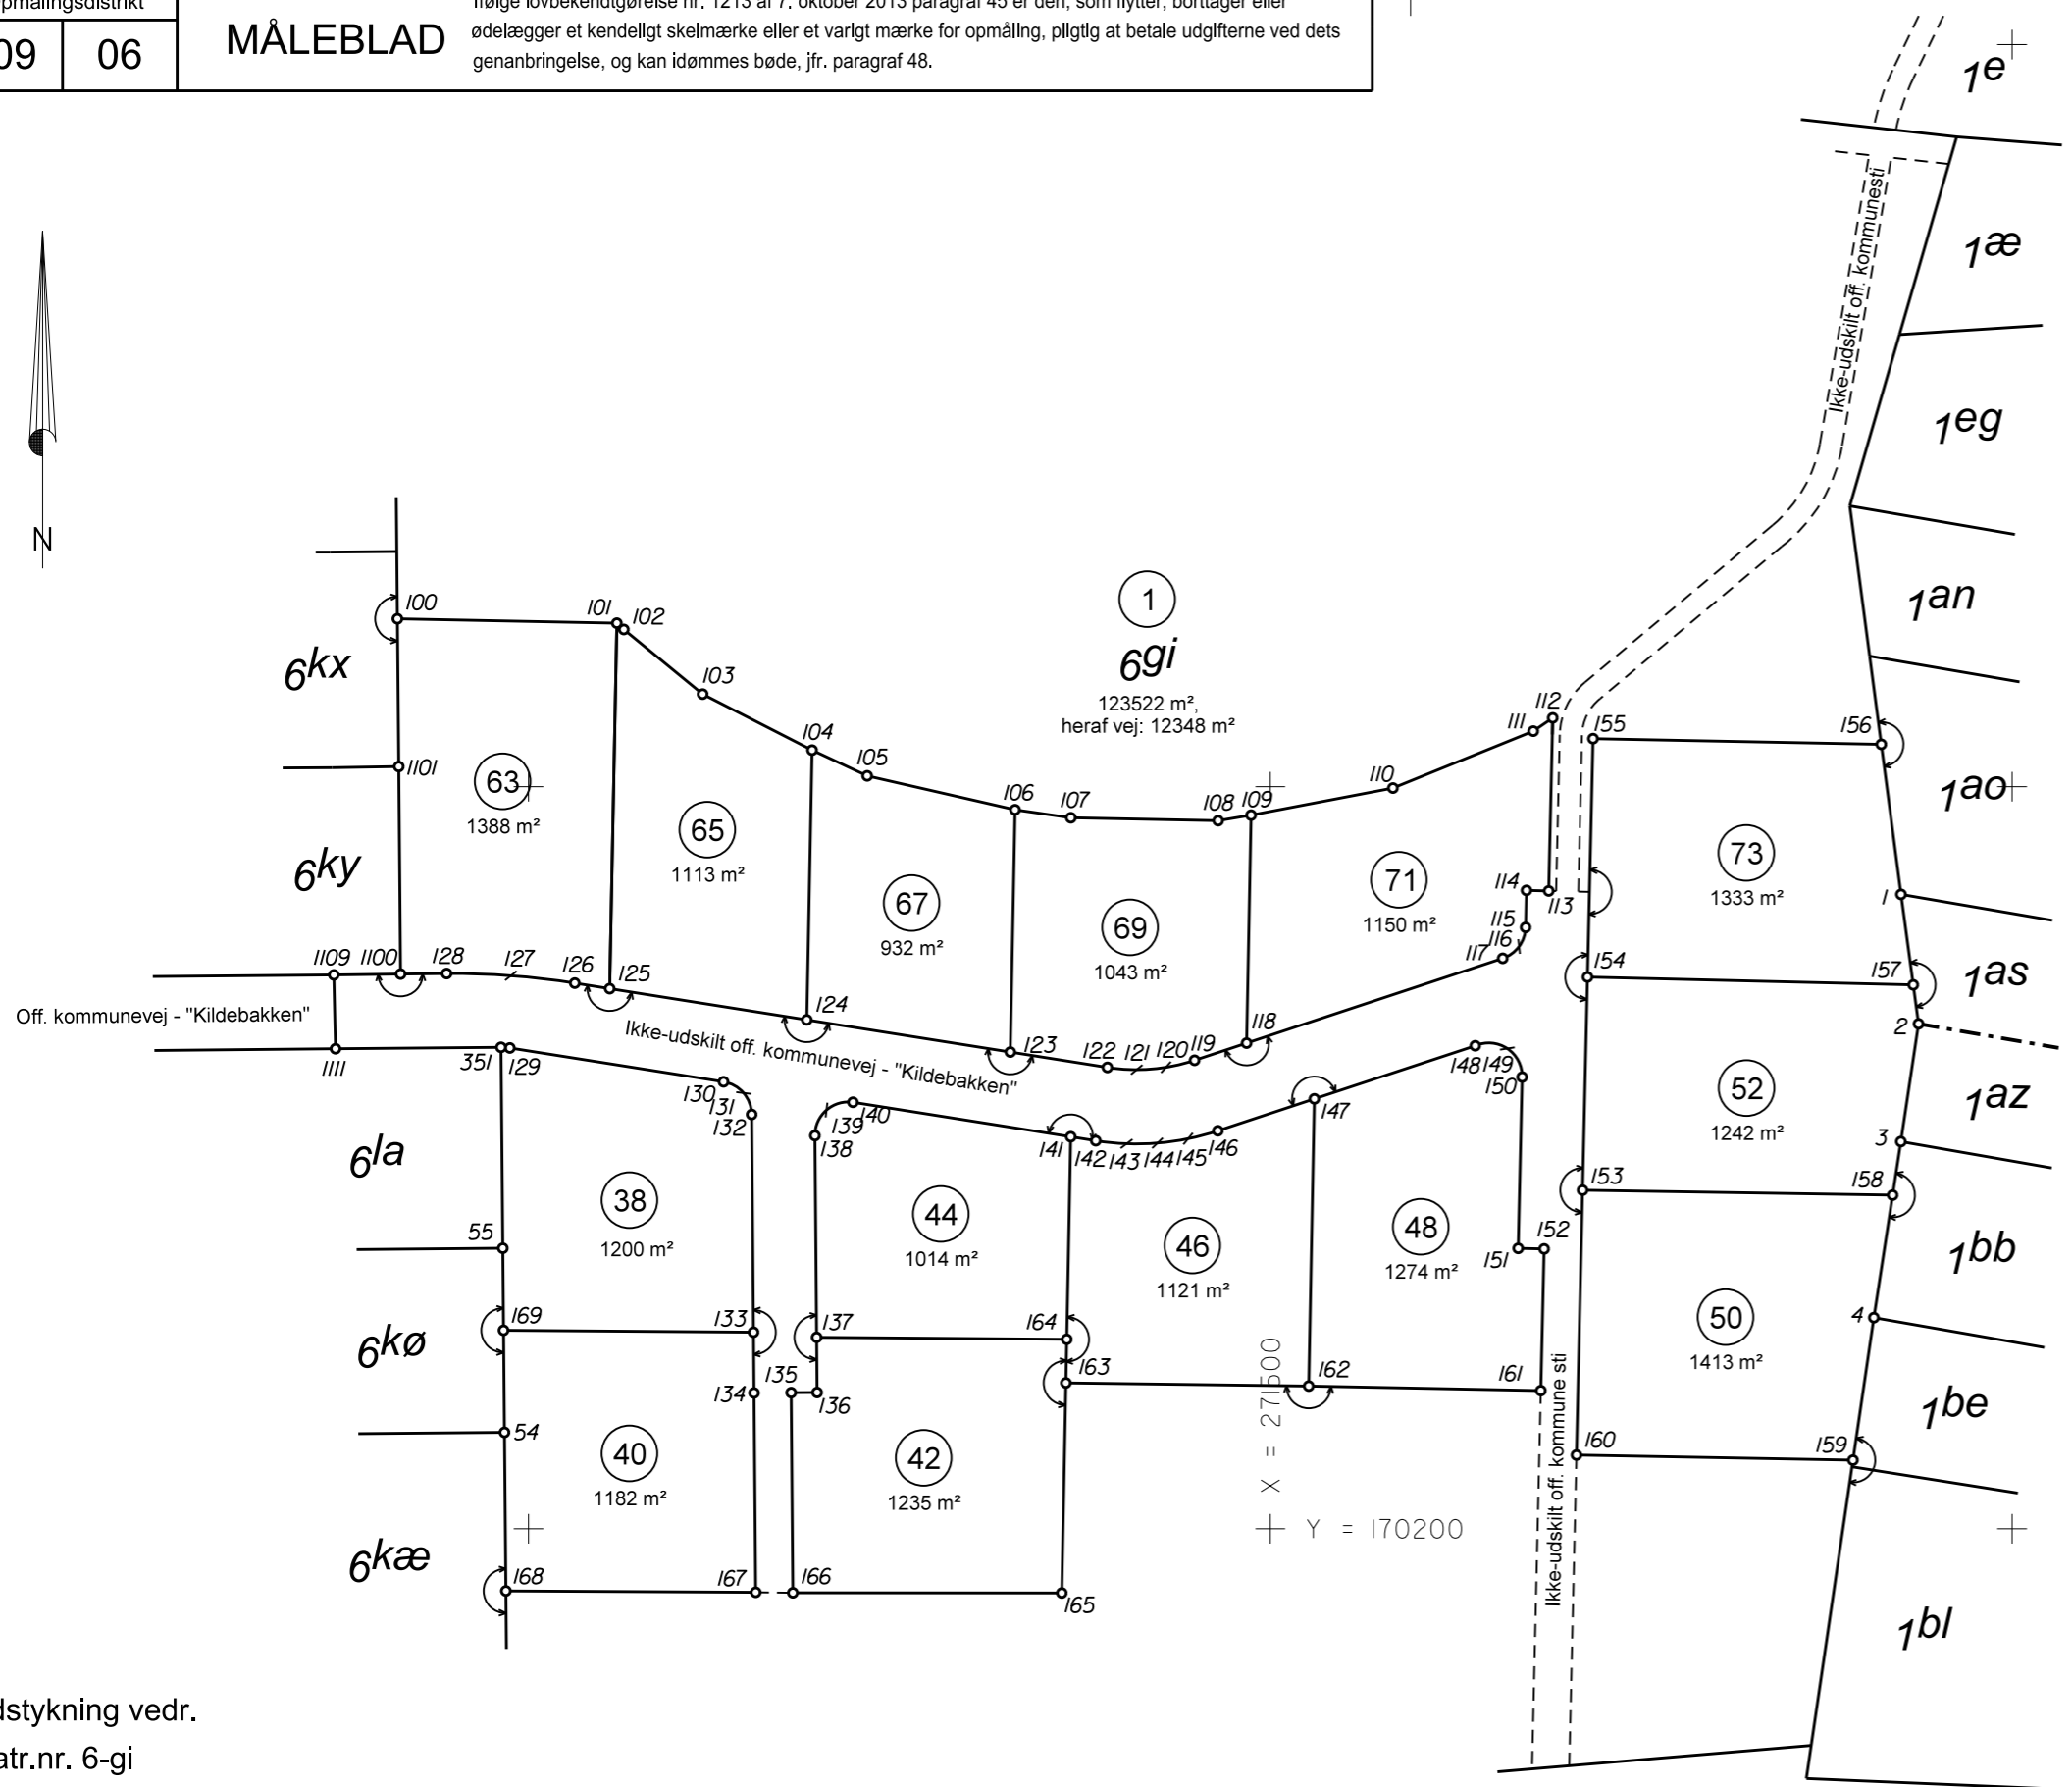 MÅLEBLAD
06
09
Ifølge lovbekendtgørelse nr. 1213 af 7. oktober 2013 paragraf 45 er den, som flytter, borttager eller
ødelægger et kendeligt skelmærke eller et varigt mærke for opmåling, pligtig at betale udgifterne ved dets
genanbringelse, og kan idømmes bøde, jfr. paragraf 48.
N
1e
1æ
1eg
1an
1ao
1as
1az
1bb
1be
1bl
Ikke-udskilt off. kommunesti
6kx
6ky
6la
6kø
6kæ
1
6gi
123522 m²,
heraf vej: 12348 m²
100
101
102
103
104
105
106
107
108
109
110
111
112
155
156
1101
63
1388 m²
65
1113 m²
67
932 m²
69
1043 m²
71
1150 m²
73
1333 m²
114
113
115
116
117
1
154
157
2
1109
1100
128
127
126
125
124
123
122
121
120
119
118
Off. kommunevej - "Kildebakken"
Ikke-udskilt off. kommunevej - "Kildebakken"
1111
351
129
130
131
132
138
139
140
141
142
143
144
145
146
147
148
149
150
52
1242 m²
3
153
158
38
1200 m²
44
1014 m²
46
1121 m²
48
1274 m²
152
151
55
169
133
137
164
163
162
161
4
50
1413 m²
134
135
136
54
40
1182 m²
42
1235 m²
X = 271500
Y = 170200
Ikke-udskilt off. kommune sti
160
159
168
167
166
165
dstykning vedr.
atr.nr. 6-gi